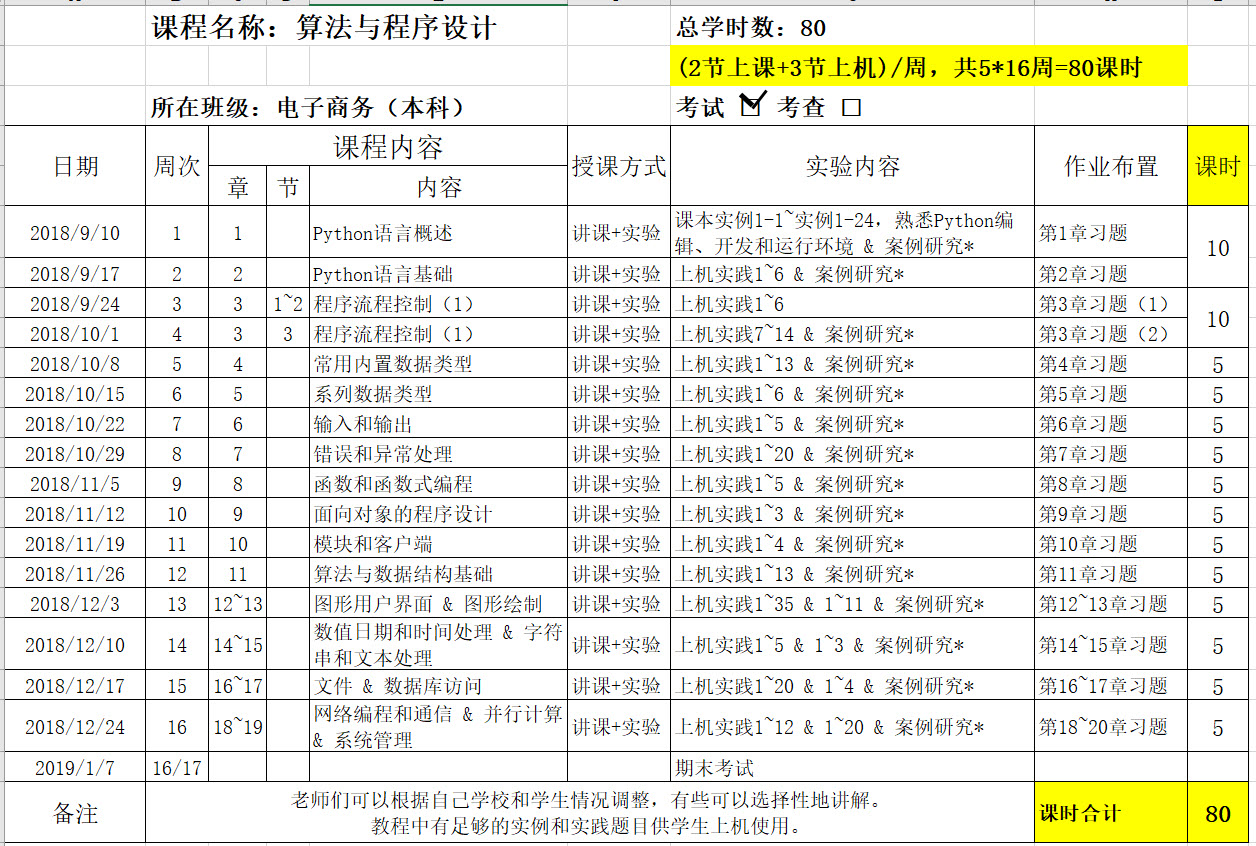 课程名称：算法与程序设计 总学时数：80
(2节上课+3节上机)/周，共5*16周=80课时
所在班级：电子商务（本科） 考试 ☑ 考查 □
日期 周次 课程内容 授课方式 实验内容 作业布置 课时
章 节 内容
2018/9/10 1 1 Python语言概述 讲课+实验 课本实例1-1~实例1-24，熟悉Python编
辑、开发和运行环境 & 案例研究* 第1章习题 10
2018/9/17 2 2 Python语言基础 讲课+实验 上机实践1~6 & 案例研究* 第2章习题
2018/9/24 3 3 1~2 程序流程控制（1） 讲课+实验 上机实践1~6 第3章习题（1） 10
2018/10/1 4 3 3 程序流程控制（1） 讲课+实验 上机实践7~14 & 案例研究* 第3章习题（2）
2018/10/8 5 4 常用内置数据类型 讲课+实验 上机实践1~13 & 案例研究* 第4章习题 5
2018/10/15 6 5 系列数据类型 讲课+实验 上机实践1~6 & 案例研究* 第5章习题 5
2018/10/22 7 6 输入和输出 讲课+实验 上机实践1~5 & 案例研究* 第6章习题 5
2018/10/29 8 7 错误和异常处理 讲课+实验 上机实践1~20 & 案例研究* 第7章习题 5
2018/11/5 9 8 函数和函数式编程 讲课+实验 上机实践1~5 & 案例研究* 第8章习题 5
2018/11/12 10 9 面向对象的程序设计 讲课+实验 上机实践1~3 & 案例研究* 第9章习题 5
2018/11/19 11 10 模块和客户端 讲课+实验 上机实践1~4 & 案例研究* 第10章习题 5
2018/11/26 12 11 算法与数据结构基础 讲课+实验 上机实践1~13 & 案例研究* 第11章习题 5
2018/12/3 13 12~13 图形用户界面 & 图形绘制 讲课+实验 上机实践1~35 & 1~11 & 案例研究* 第12~13章习题 5
2018/12/10 14 14~15 数值日期和时间处理 & 字符
串和文本处理 讲课+实验 上机实践1~5 & 1~3 & 案例研究* 第14~15章习题 5
2018/12/17 15 16~17 文件 & 数据库访问 讲课+实验 上机实践1~20 & 1~4 & 案例研究* 第16~17章习题 5
2018/12/24 16 18~19 网络编程和通信 & 并行计算
& 系统管理 讲课+实验 上机实践1~12 & 1~20 & 案例研究* 第18~20章习题 5
2019/1/7 16/17 期末考试
备注 老师们可以根据自己学校和学生情况调整，有些可以选择性地讲解。
教程中有足够的实例和实践题目供学生上机使用。 课时合计 80